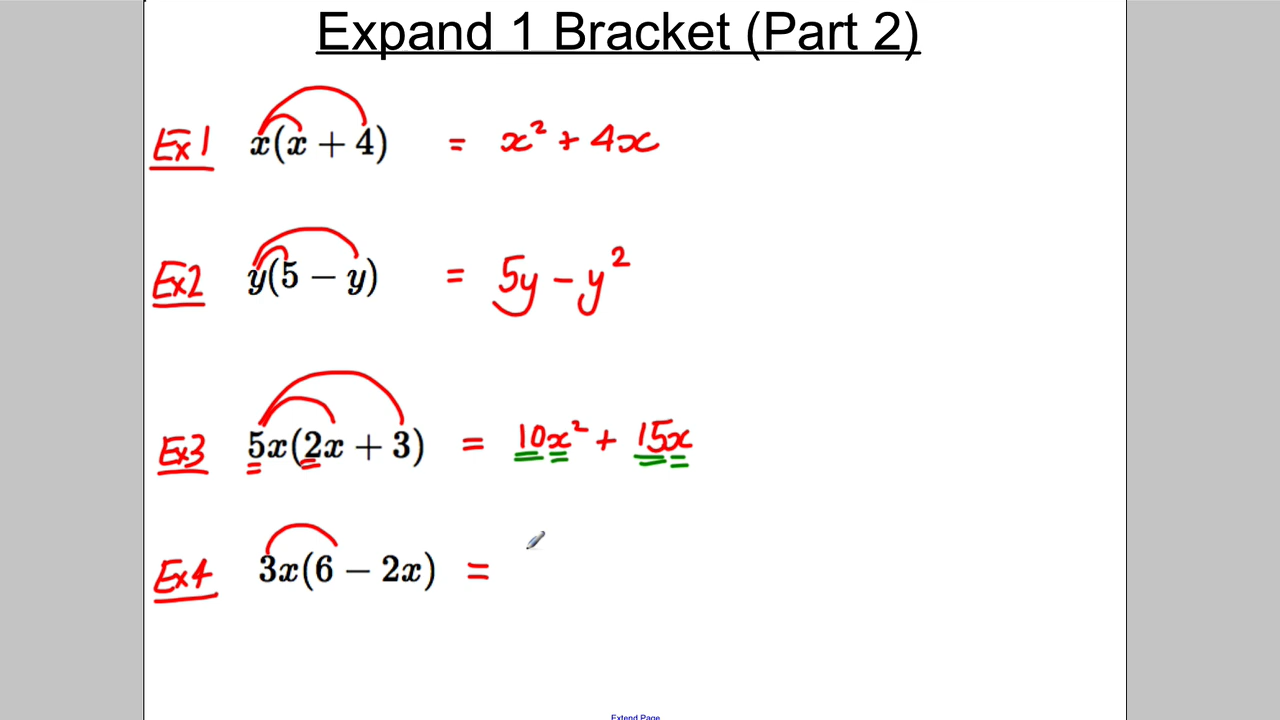 Expand 1 Bracket (Part 2)
Ex1 x(x + 4) = x² + 4x
Ex2 y(5 − y) = 5y − y²
Ex3 5x(2x + 3) = 10x² + 15x
Ex4 3x(6 − 2x) =
Extend Page